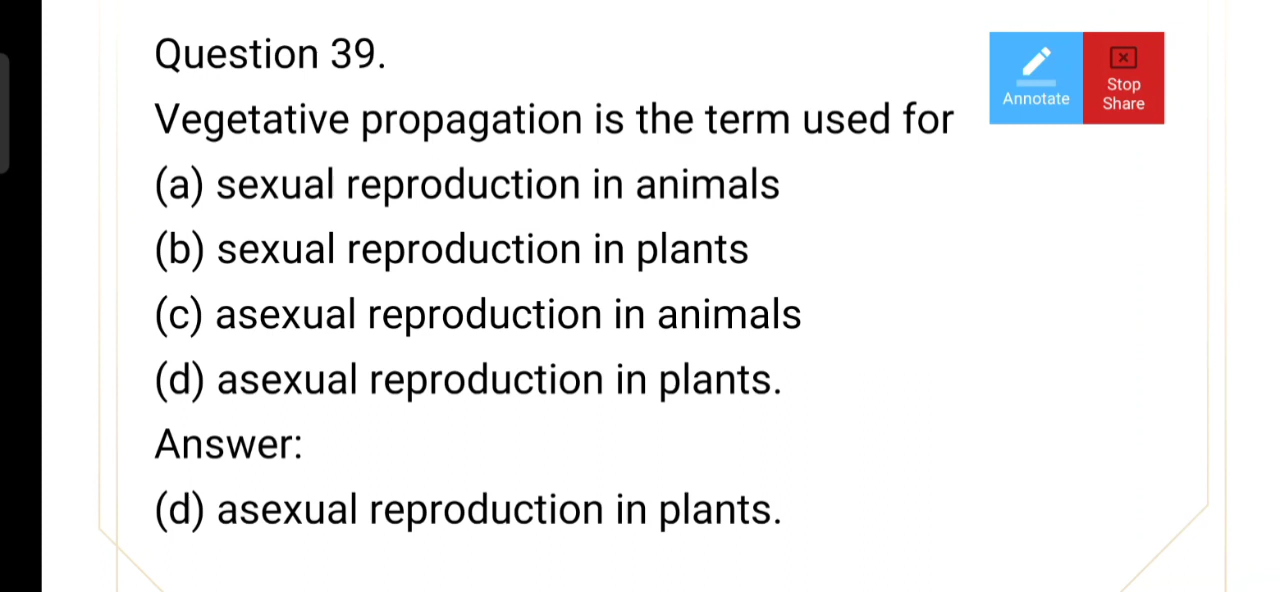 Question 39.
Vegetative propagation is the term used for
(a) sexual reproduction in animals
(b) sexual reproduction in plants
(c) asexual reproduction in animals
(d) asexual reproduction in plants.
Answer:
(d) asexual reproduction in plants.
Annotate
Stop
Share